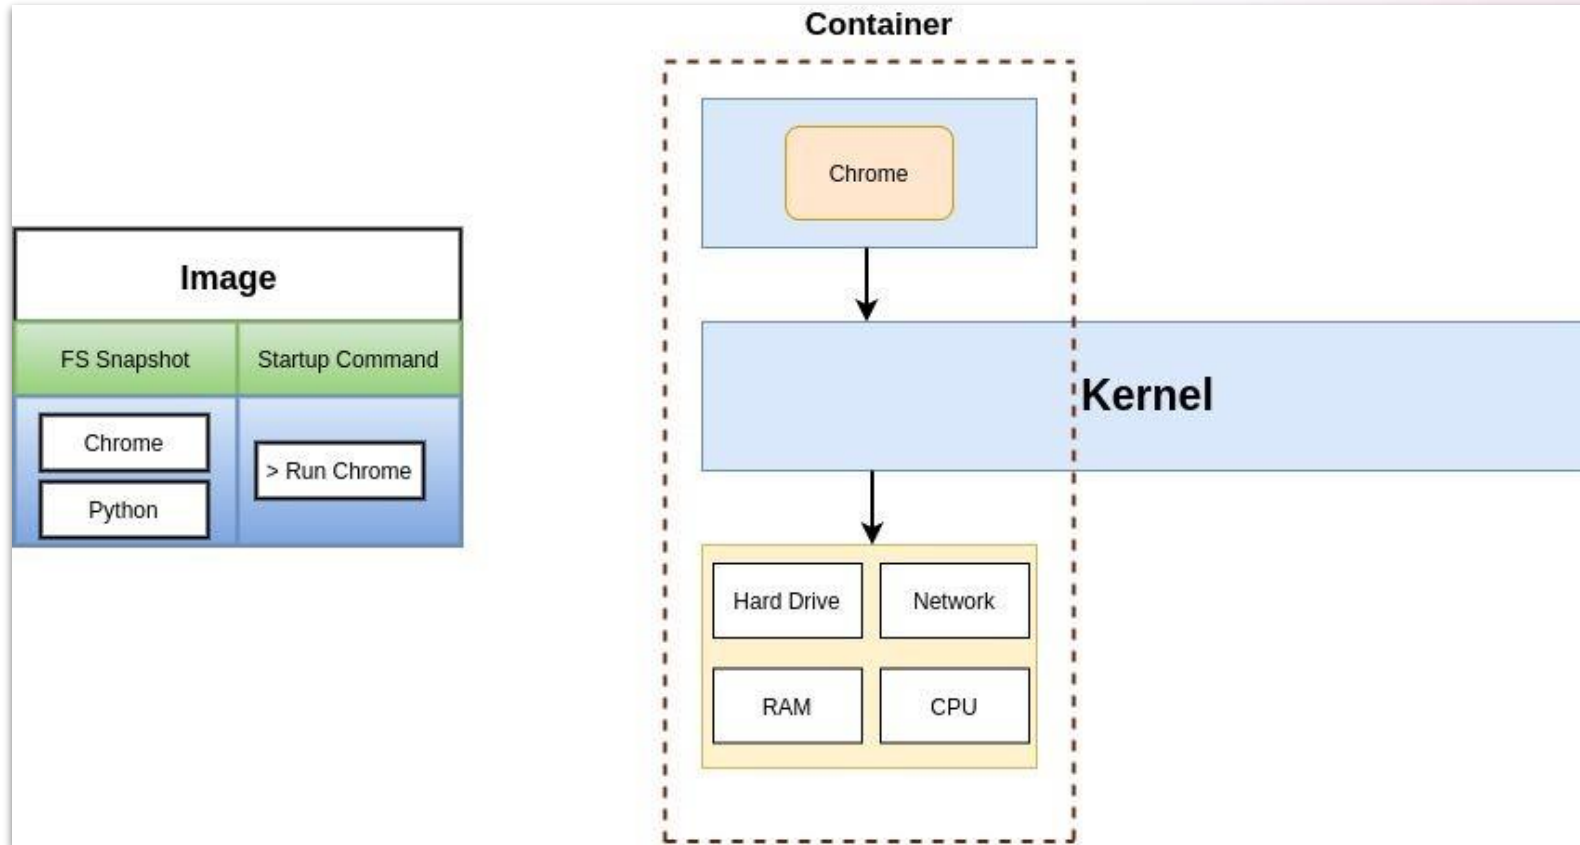 Container
Chrome
Image
FS Snapshot
Startup Command
Chrome
Python
> Run Chrome
Kernel
Hard Drive
Network
RAM
CPU